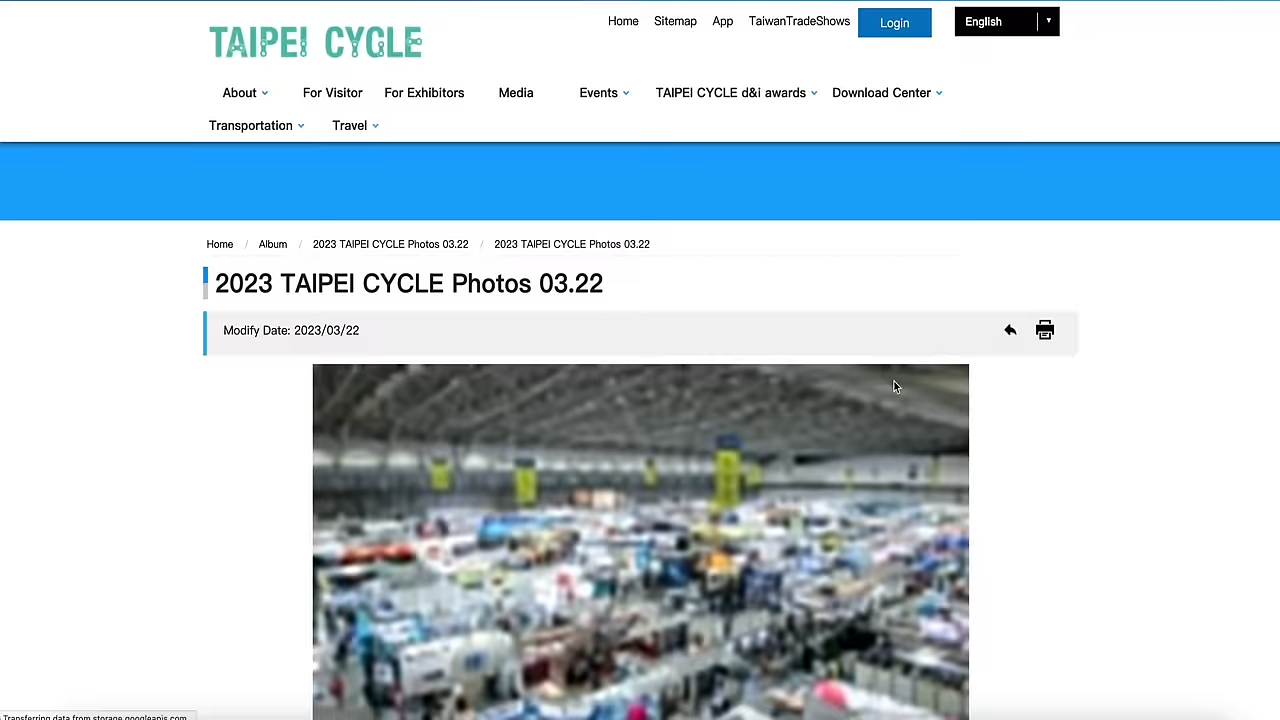 TAIPEI CYCLE
Home Sitemap App TaiwanTradeShows Login English
About For Visitor For Exhibitors Media Events TAIPEI CYCLE d&i awards Download Center
Transportation Travel
Home / Album / 2023 TAIPEI CYCLE Photos 03.22 / 2023 TAIPEI CYCLE Photos 03.22
2023 TAIPEI CYCLE Photos 03.22
Modify Date: 2023/03/22
Transferring data from storage.googleapis.com...